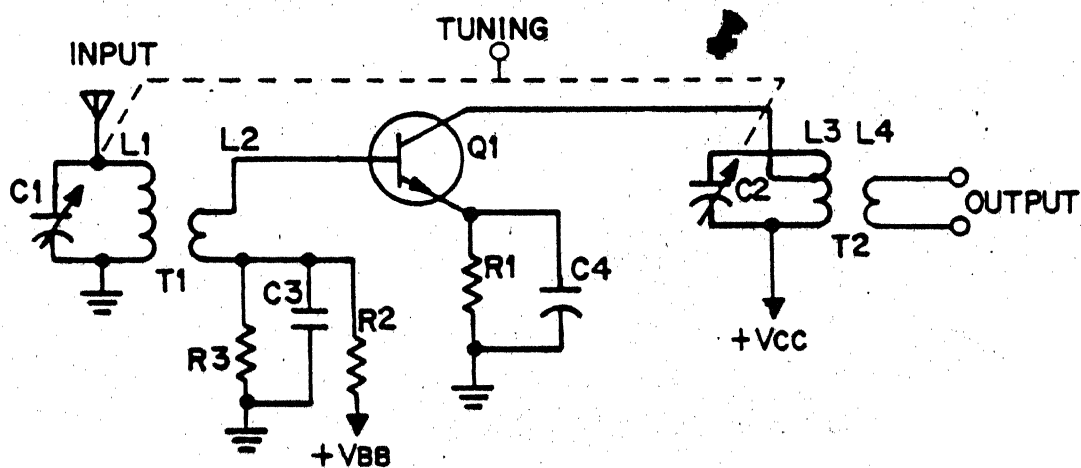 TUNING
INPUT
L1
L2
Q1
L3 L4
C1
C2
OUTPUT
T1
C3
R2
R1
C4
T2
R3
+VCC
+VBB